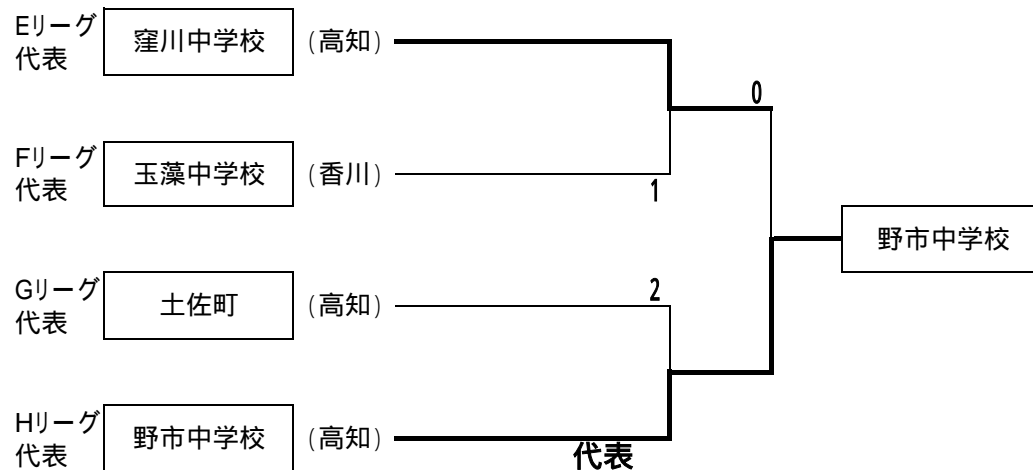 Eリーグ
代表
窪川中学校
(高知)
0
Fリーグ
代表
玉藻中学校
(香川)
1
野市中学校
Gリーグ
代表
土佐町
(高知)
2
Hリーグ
代表
野市中学校
(高知)
代表